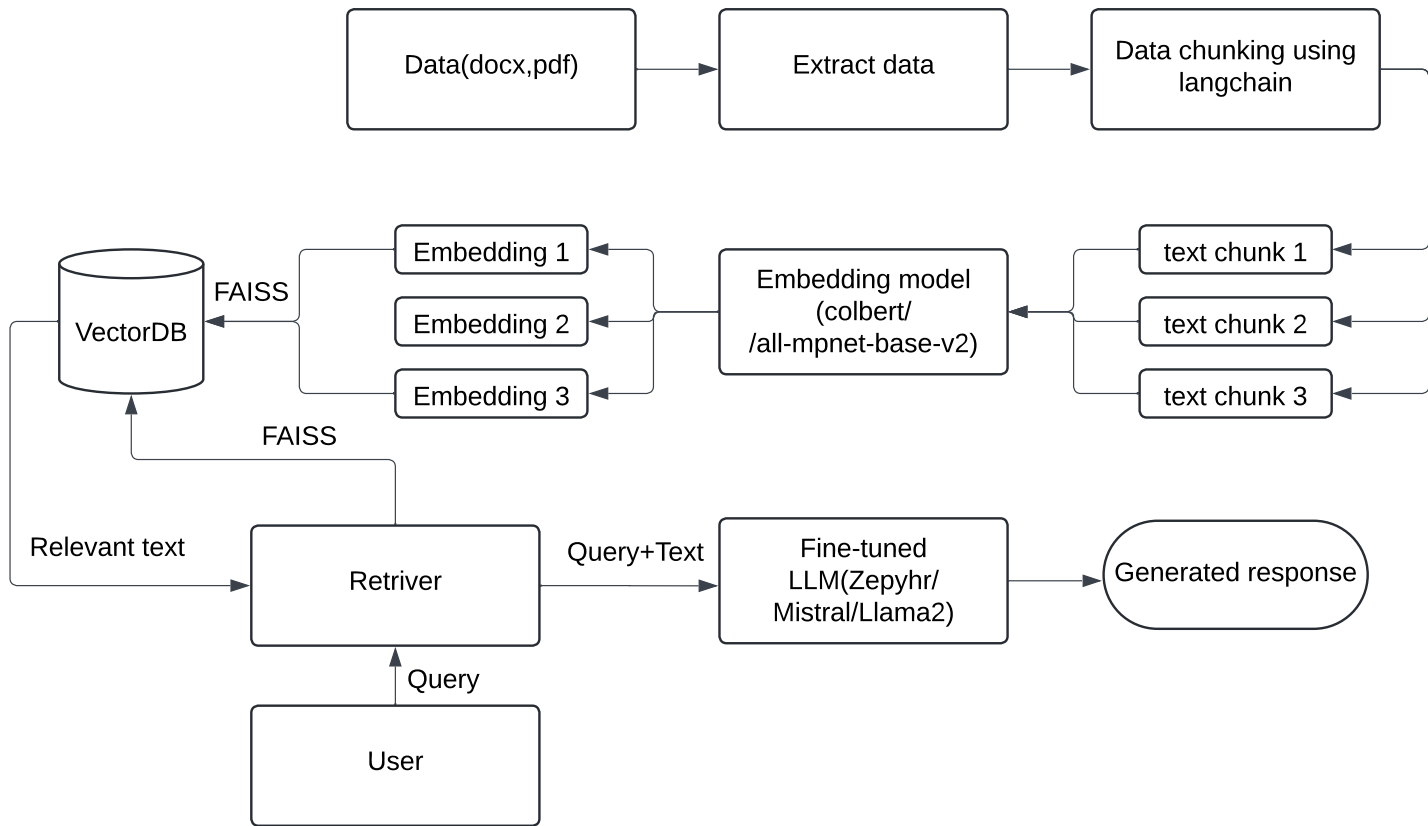 Data(docx,pdf)
Extract data
Data chunking using
langchain
text chunk 1
text chunk 2
text chunk 3
Embedding model
(colbert/
/all-mpnet-base-v2)
Embedding 1
Embedding 2
Embedding 3
FAISS
VectorDB
FAISS
Relevant text
Retriver
Query+Text
Fine-tuned
LLM(Zepyhr/
Mistral/Llama2)
Generated response
Query
User